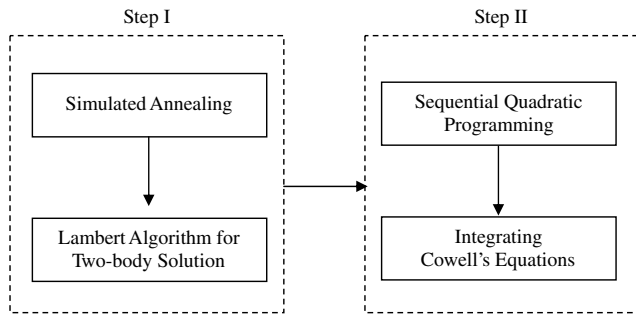 Step I
Simulated Annealing
Lambert Algorithm for
Two-body Solution
Step II
Sequential Quadratic
Programming
Integrating
Cowell's Equations